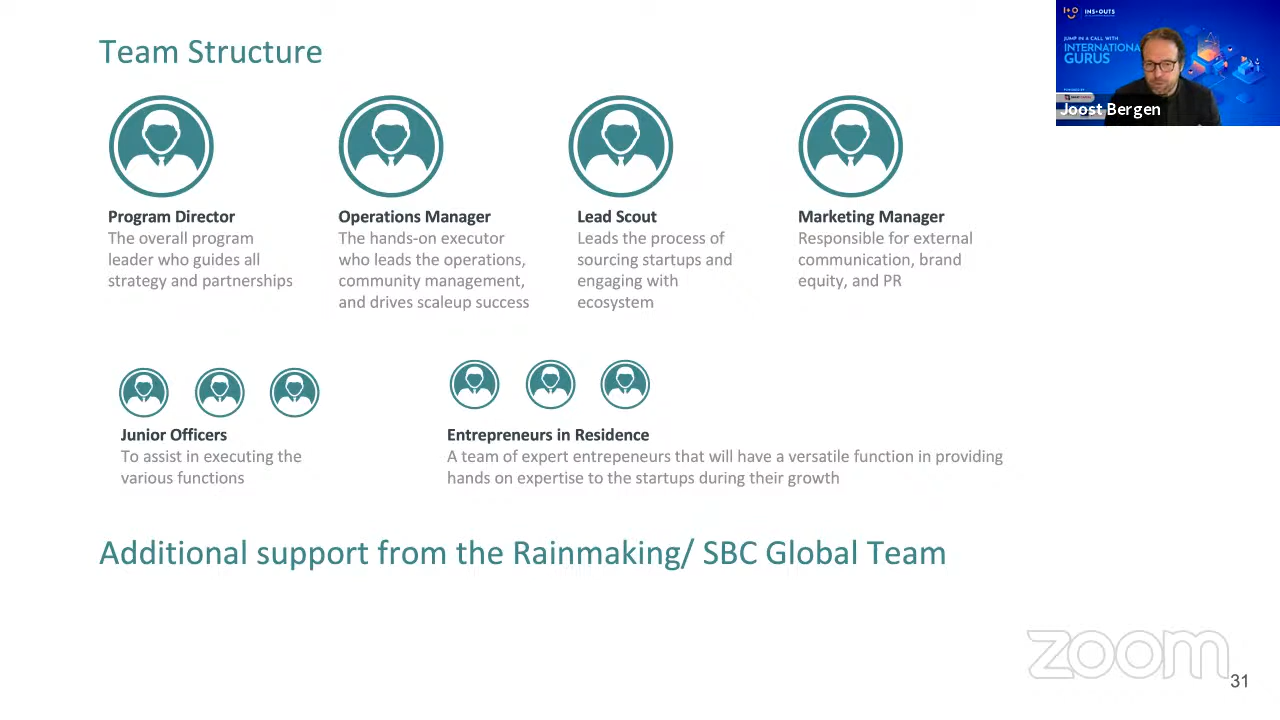 Team Structure
INS+OUTS
JUMP IN A CALL WITH
INTERNATIONA
GURUS
Joost Bergen
Program Director
The overall program
leader who guides all
strategy and partnerships
Operations Manager
The hands-on executor
who leads the operations,
community management,
and drives scaleup success
Lead Scout
Leads the process of
sourcing startups and
engaging with
ecosystem
Marketing Manager
Responsible for external
communication, brand
equity, and PR
Junior Officers
To assist in executing the
various functions
Entrepreneurs in Residence
A team of expert entrepeneurs that will have a versatile function in providing
hands on expertise to the startups during their growth
Additional support from the Rainmaking/ SBC Global Team
zoom
31